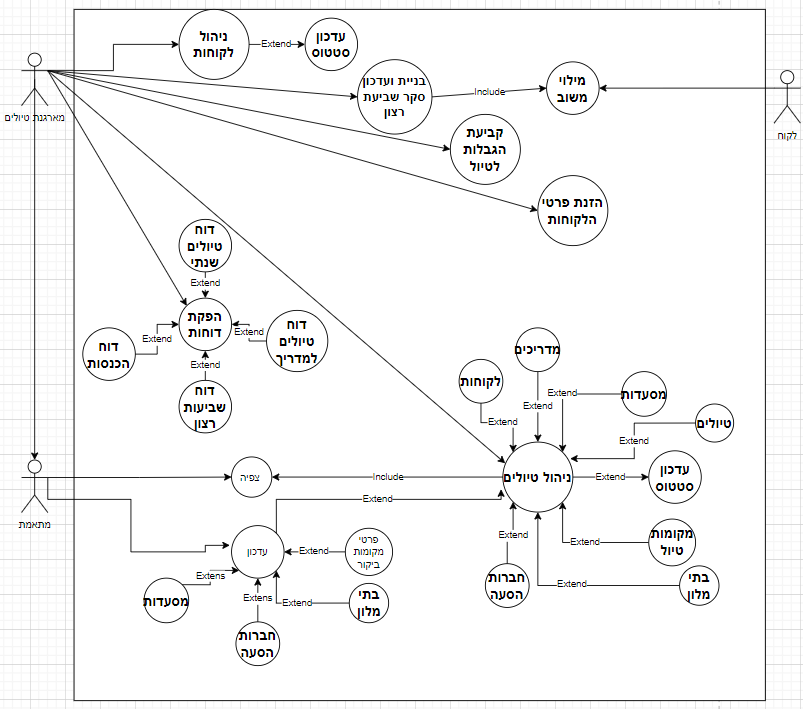 ניהול
לקוחות
Extend
עדכון
סטטוס
מארגנת טיולים
בניית ועדכון
סקר שביעת
רצון
Include
מילוי
משוב
לקוח
קביעת
הגבלות
לטיול
הזנת פרטי
הלקוחות
דוח
טיולים
שנתי
Extend
הפקת
דוחות
Extend
דוח
הכנסות
Extend
דוח
טיולים
למדריך
Extend
דוח
שביעות
רצון
מדריכים
Extend
לקוחות
Extend
מסעדות
Extend
טיולים
Extend
ניהול טיולים
Extend
עדכון
סטטוס
מתאמת
צפיה
Include
Extend
עדכון
Extend
פרטי
מקומות
ביקור
Extens
מסעדות
Extens
חברות
הסעה
Extend
בתי
מלון
Extend
חברות
הסעה
Extend
מקומות
טיול
Extend
בתי
מלון